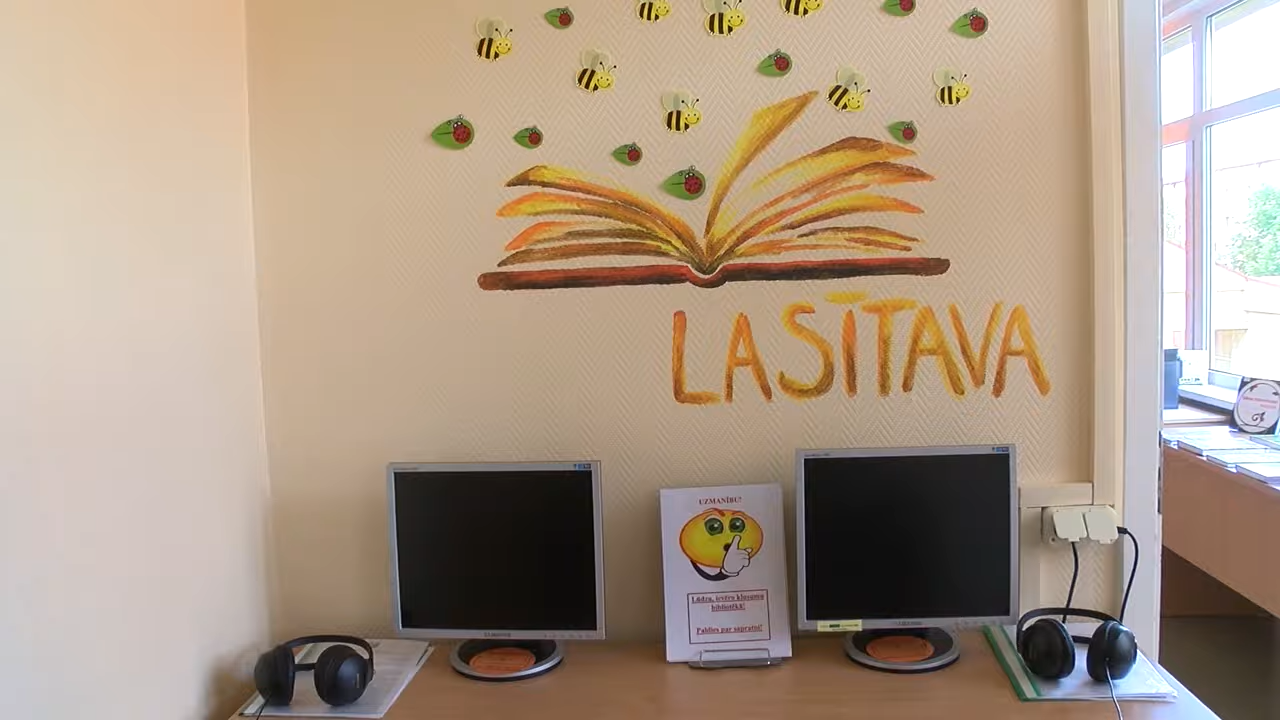 LASĪTAVA
UZMANĪBU!
Lūdzu, ievēro klusumu
bibliotēkā!
Paldies par sapratni!